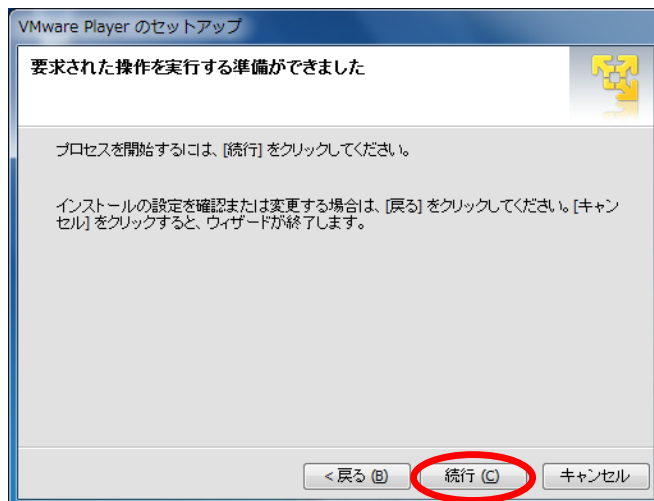 VMware Player のセットアップ
要求された操作を実行する準備ができました
プロセスを開始するには、[続行] をクリックしてください。
インストールの設定を確認または変更する場合は、[戻る] をクリックしてください。[キャン
セル] をクリックすると、ウィザードが終了します。
< 戻る (B) 続行 (C) キャンセル